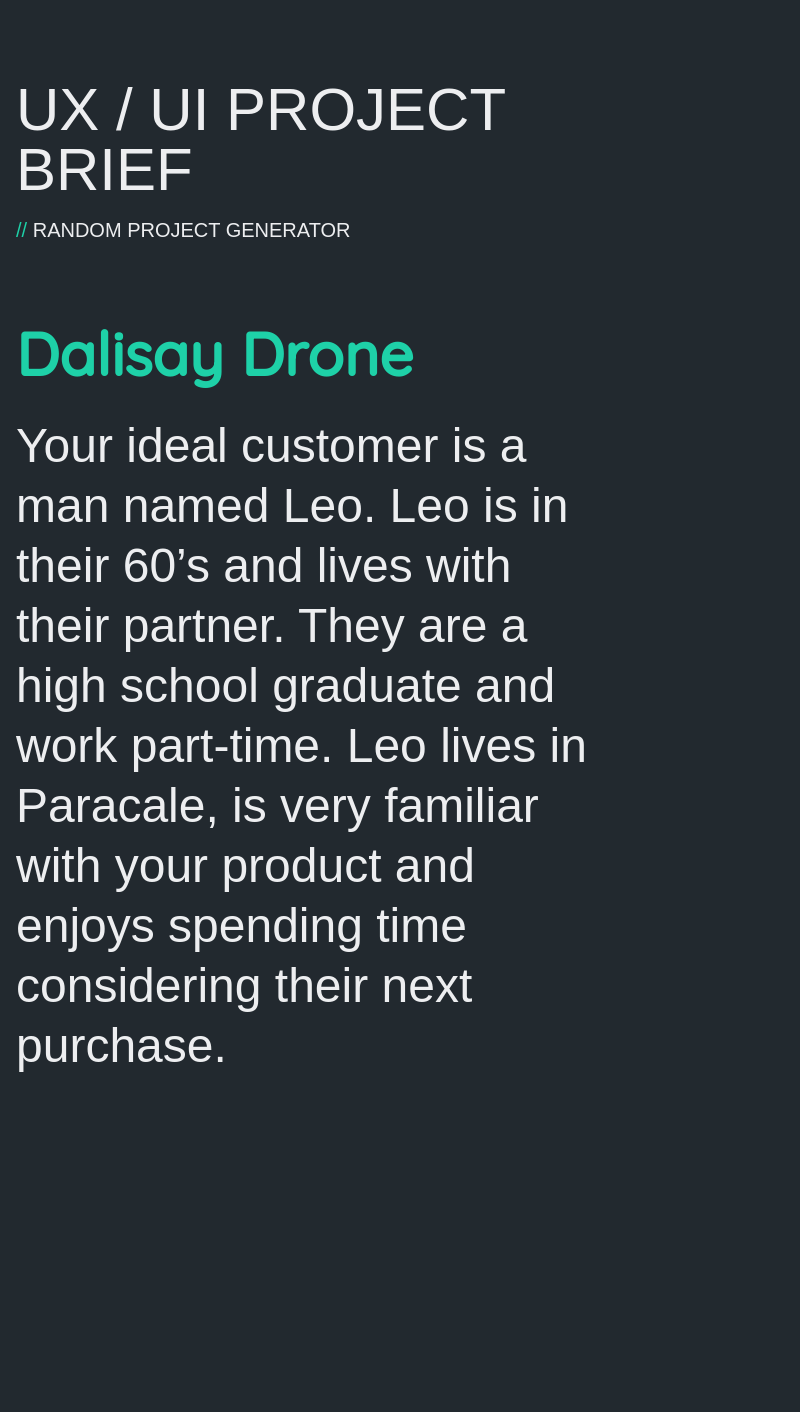 UX / UI PROJECT
BRIEF
// RANDOM PROJECT GENERATOR
Dalisay Drone
Your ideal customer is a
man named Leo. Leo is in
their 60’s and lives with
their partner. They are a
high school graduate and
work part-time. Leo lives in
Paracale, is very familiar
with your product and
enjoys spending time
considering their next
purchase.